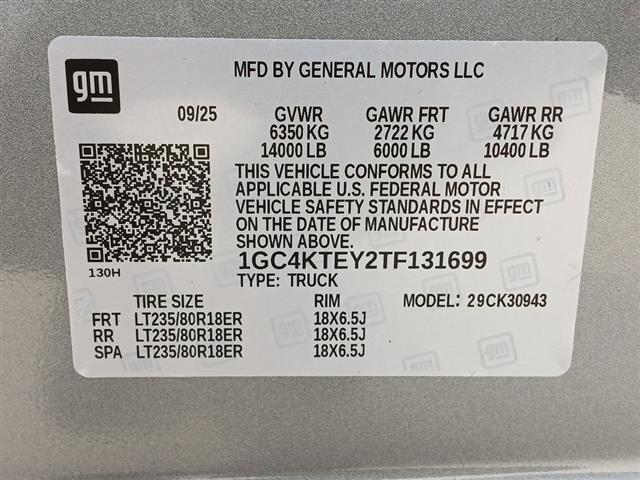 gm
MFD BY GENERAL MOTORS LLC
09/25 GVWR GAWR FRT GAWR RR
6350 KG 2722 KG 4717 KG
14000 LB 6000 LB 10400 LB
THIS VEHICLE CONFORMS TO ALL
APPLICABLE U.S. FEDERAL MOTOR
VEHICLE SAFETY STANDARDS IN EFFECT
ON THE DATE OF MANUFACTURE
SHOWN ABOVE.
130H
1GC4KTEY2TF131699
TYPE: TRUCK
TIRE SIZE RIM MODEL: 29CK30943
FRT LT235/80R18ER 18X6.5J
RR LT235/80R18ER 18X6.5J
SPA LT235/80R18ER 18X6.5J